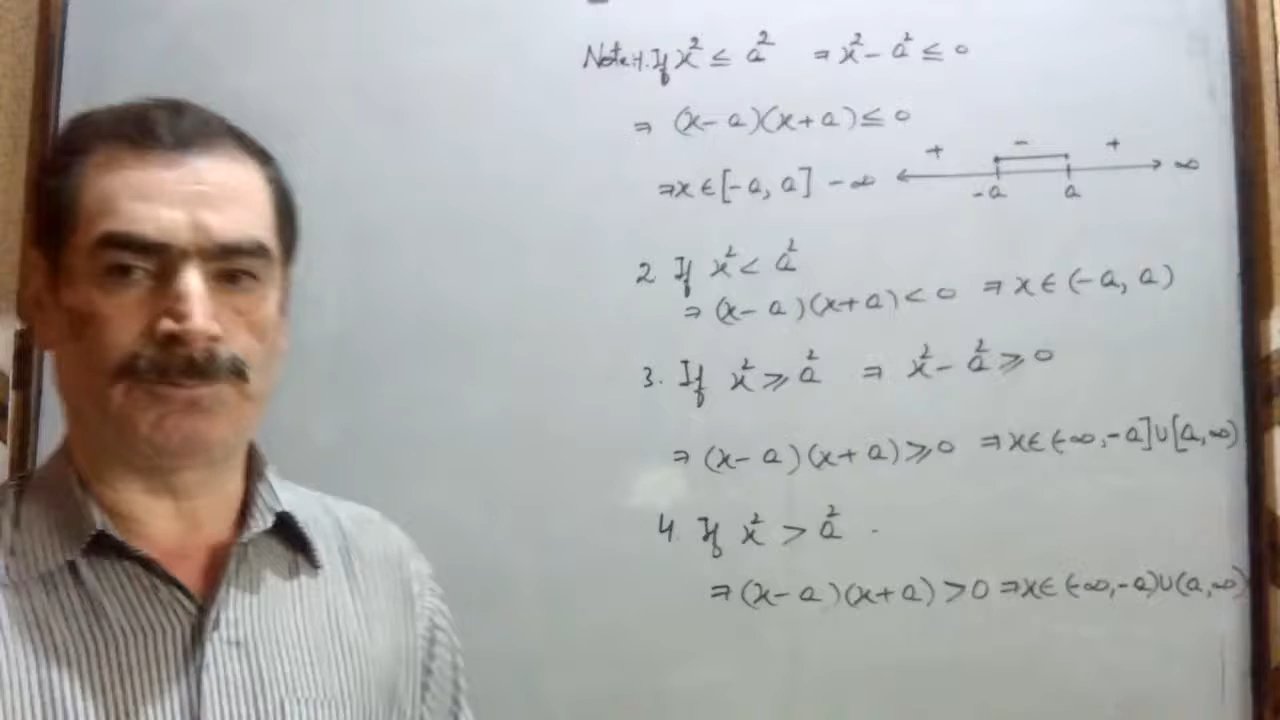 Note:1. If x² ≤ a² ⇒ x² - a² ≤ 0
⇒ (x - a)(x + a) ≤ 0
+ - +
⇒ x ∈ [-a, a] -∞ ∞
-a a
2 If x² < a²
⇒ (x - a)(x + a) < 0 ⇒ x ∈ (-a, a)
3. If x² ⩾ a² ⇒ x² - a² ⩾ 0
⇒ (x - a)(x + a) ⩾ 0 ⇒ x ∈ (-∞, -a] ∪ [a, ∞)
4. If x² > a² .
⇒ (x - a)(x + a) > 0 ⇒ x ∈ (-∞, -a) ∪ (a, ∞)